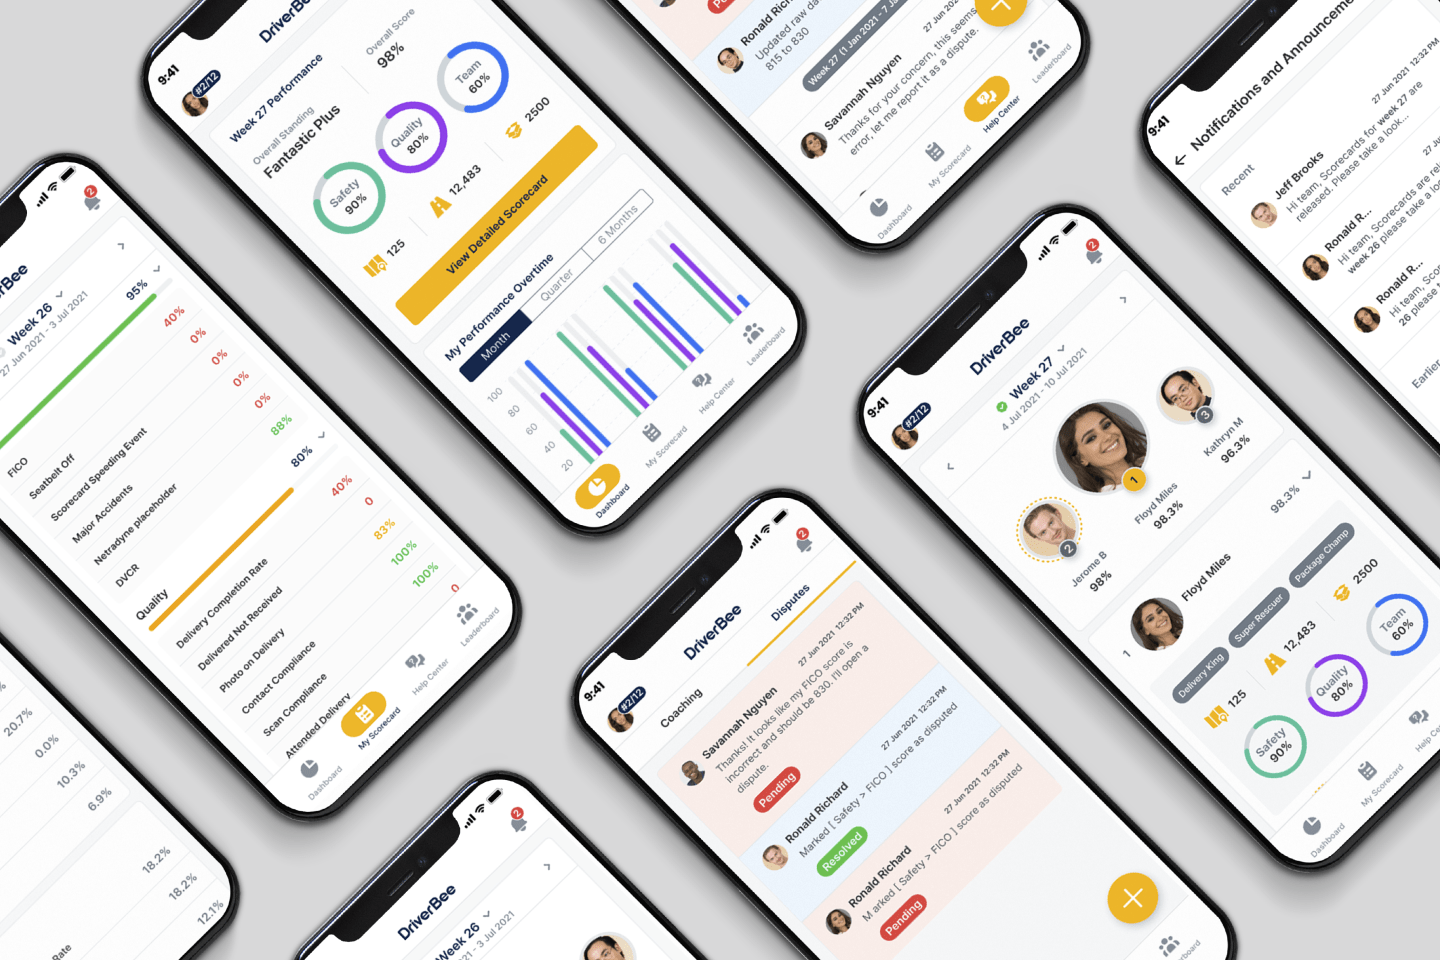 9:41
DriverBee
#2/12
Week 27 Performance
Overall Standing
Fantastic Plus
Overall Score
98%
Safety
90%
Quality
80%
Team
60%
125
12,483
2500
View Detailed Scorecard
My Performance Overtime
Month
Quarter
6 Months
100
80
60
40
20
Dashboard
My Scorecard
Help Center
Leaderboard
Ronald Richard
Updated raw
815 to 830
Week 27 (1 Jan 2021 - 7
27 Jun 2021
Savannah Nguyen
Thanks for your concern, this seems
error, let me report it as a dispute.
Dashboard
My Scorecard
Help Center
Leaderboard
9:41
Notifications and Announcements
Recent
27 Jun 2021 12:32 PM
Jeff Brooks
Hi team, Scorecards for week 27 are
released. Please take a look...
Ronald R...
Hi team, Scorecards are
week 26 please take a look...
Ronald R...
Hi team,
26 please
Earlier
2
Week 26
27 Jun 2021 - 3 Jul 2021
95%
FICO
40%
Seatbelt Off
0%
Scorecard Speeding Event
0%
Major Accidents
0%
Netradyne placeholder
0%
DVCR
88%
Quality
80%
Delivery Completion Rate
40%
Delivered Not Received
0
Photo on Delivery
83%
Contact Compliance
100%
Scan Compliance
100%
Attended Delivery
0
Dashboard
My Scorecard
Help Center
Leaderboard
9:41
2
#2/12
DriverBee
Week 27
4 Jul 2021 - 10 Jul 2021
1
2
3
Jerome B
98%
Floyd Miles
98.3%
Kathryn M
96.3%
1
Floyd Miles
98.3%
Delivery King
Super Rescuer
Package Champ
125
12,483
2500
Safety
90%
Quality
80%
Team
60%
Dashboard
My Scorecard
9:41
2
#2/12
DriverBee
Coaching
Disputes
27 Jun 2021 12:32 PM
Savannah Nguyen
Thanks! It looks like my FICO score is
incorrect and should be 830. I'll open a
dispute.
Pending
27 Jun 2021 12:32 PM
Ronald Richard
Marked [ Safety > FICO ] score as disputed
Resolved
27 Jun 2021 12:32 PM
Ronald Richard
M arked [ Safety > FICO ] score as disputed
Pending
20.7%
0.0%
10.3%
6.9%
18.2%
18.2%
12.1%
Rate
2
DriverBee
Week 26
2021 - 3 Jul 2021